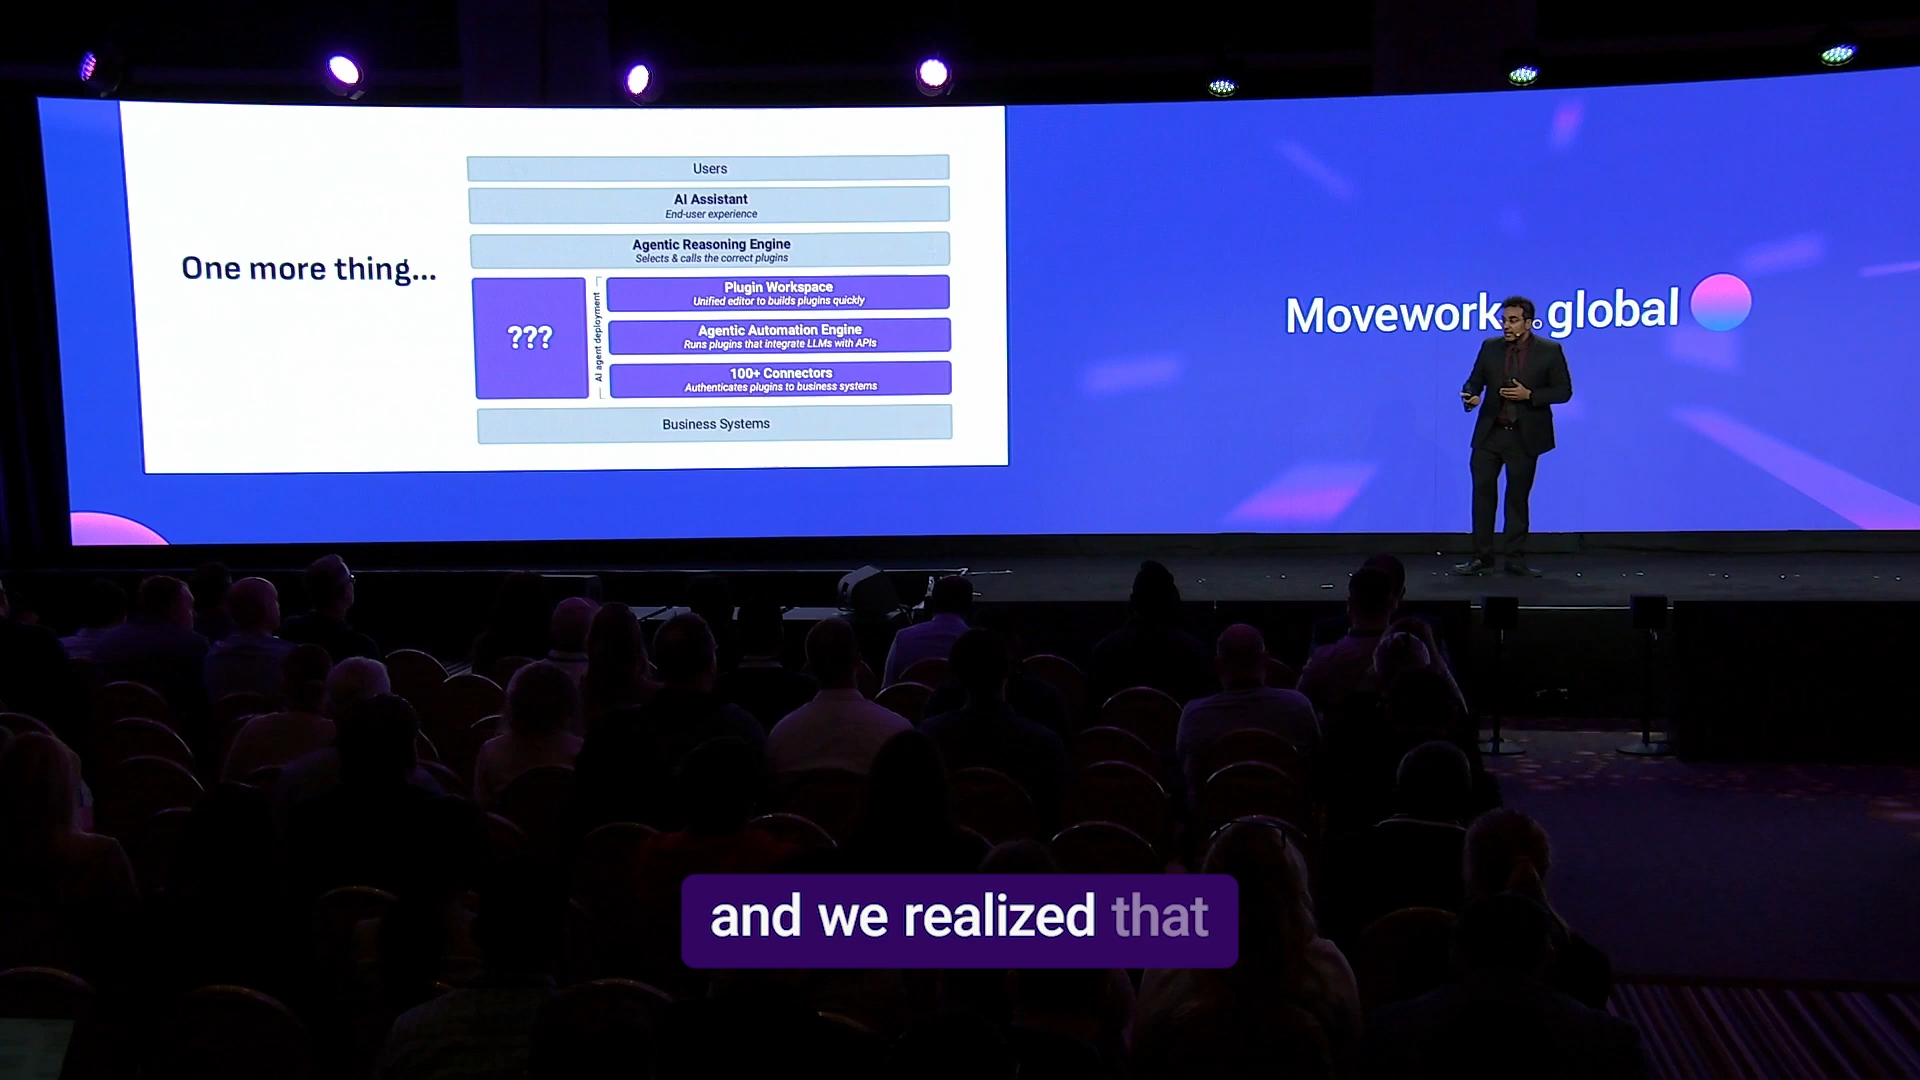 One more thing...
Users
AI Assistant
End-user experience
Agentic Reasoning Engine
Selects & calls the correct plugins
???
AI agent deployment
Plugin Workspace
Unified editor to builds plugins quickly
Agentic Automation Engine
Runs plugins that integrate LLMs with APIs
100+ Connectors
Authenticates plugins to business systems
Business Systems
Moveworks.global
and we realized that